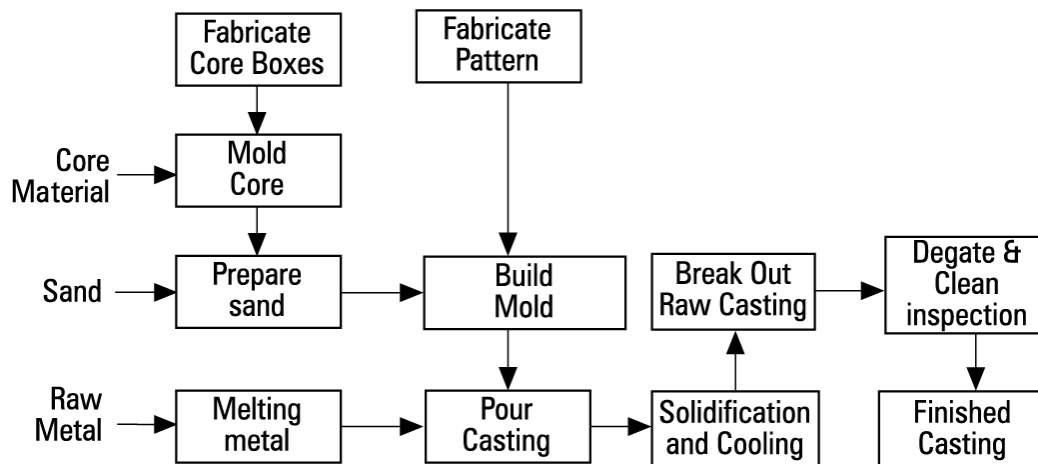 Fabricate
Core Boxes
Fabricate
Pattern
Core
Material
Mold
Core
Sand
Prepare
sand
Build
Mold
Break Out
Raw Casting
Degate &
Clean
inspection
Raw
Metal
Melting
metal
Pour
Casting
Solidification
and Cooling
Finished
Casting